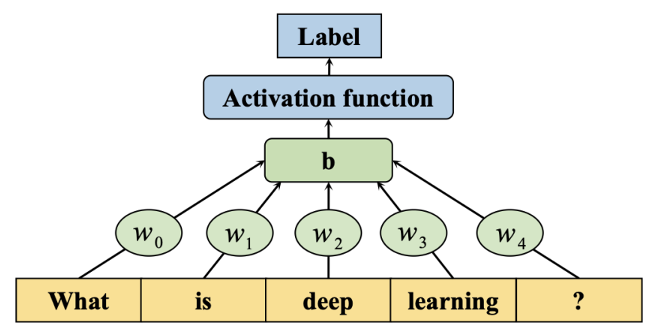 Label
Activation function
b
w₀ w₁ w₂ w₃ w₄
What is deep learning ?